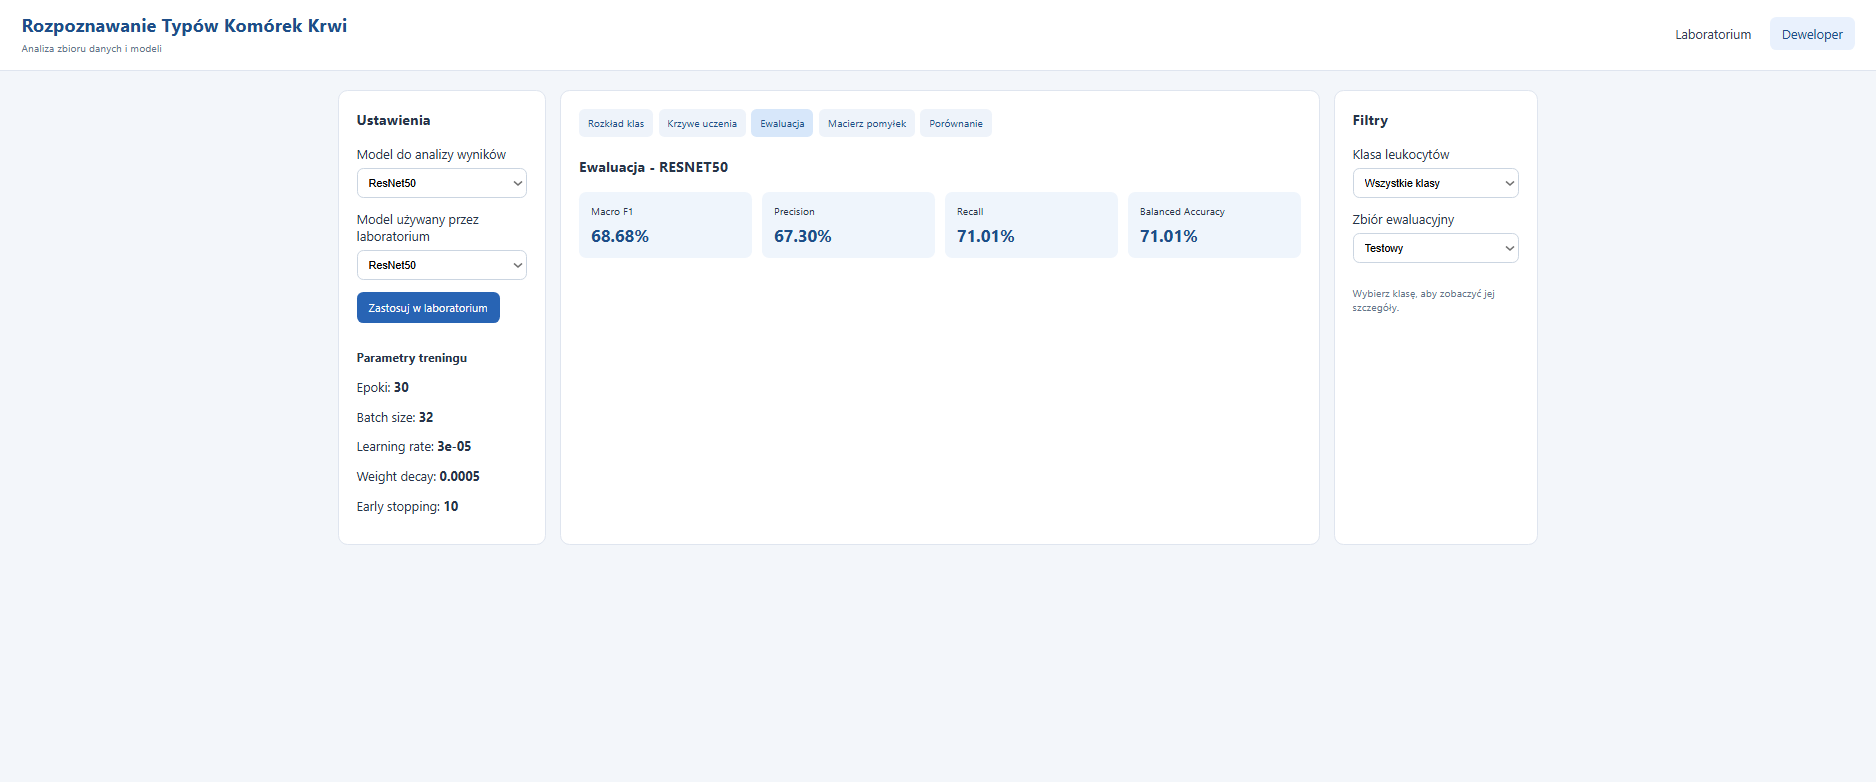 Rozpoznawanie Typów Komórek Krwi
Analiza zbioru danych i modeli
Laboratorium
Deweloper
Ustawienia
Model do analizy wyników
ResNet50
Model używany przez
laboratorium
ResNet50
Zastosuj w laboratorium
Parametry treningu
Epoki: 30
Batch size: 32
Learning rate: 3e-05
Weight decay: 0.0005
Early stopping: 10
Rozkład klas
Krzywe uczenia
Ewaluacja
Macierz pomyłek
Porównanie
Ewaluacja - RESNET50
Macro F1
68.68%
Precision
67.30%
Recall
71.01%
Balanced Accuracy
71.01%
Filtry
Klasa leukocytów
Wszystkie klasy
Zbiór ewaluacyjny
Testowy
Wybierz klasę, aby zobaczyć jej
szczegóły.